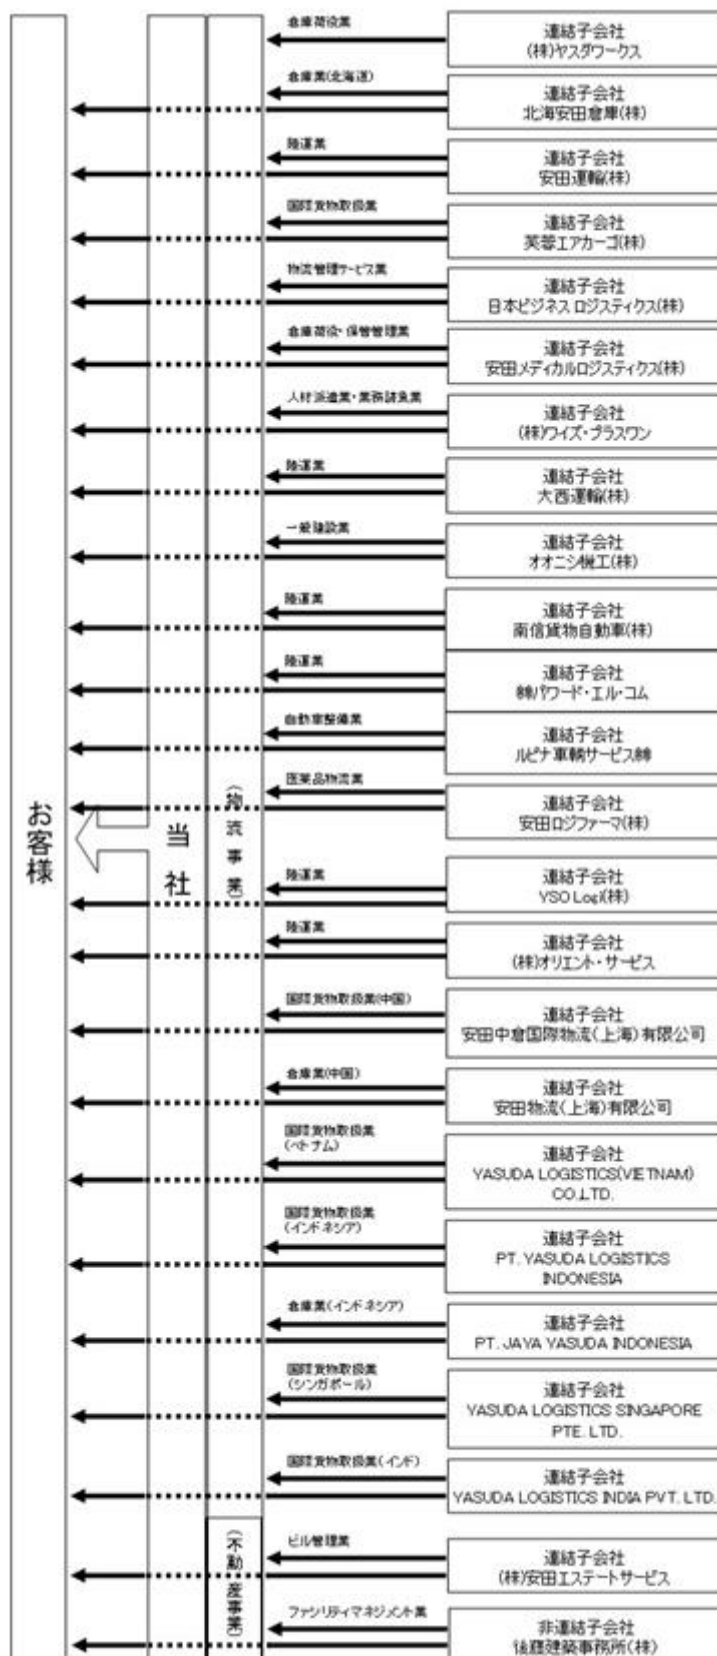 倉庫荷役業
連結子会社
(株)ヤスダワークス
倉庫業(北海道)
連結子会社
北海安田倉庫(株)
陸運業
連結子会社
安田運輸(株)
国際貨物取扱業
連結子会社
芙蓉エアカーゴ(株)
物流管理サービス業
連結子会社
日本ビジネス ロジスティクス(株)
倉庫荷役・保管管理業
連結子会社
安田メディカルロジスティクス(株)
人材派遣業・業務請負業
連結子会社
(株)ワイズ・プラスワン
陸運業
連結子会社
大西運輸(株)
一般建設業
連結子会社
オオニシ機工(株)
陸運業
連結子会社
南信貨物自動車(株)
陸運業
連結子会社
㈱パワード・エル・コム
自動車整備業
連結子会社
ルビナ車輌サービス㈱
医薬品物流業
連結子会社
安田ロジファーマ(株)
お客様
当社
(物流事業)
陸運業
連結子会社
YSO Logi(株)
陸運業
連結子会社
(株)オリエント・サービス
国際貨物取扱業(中国)
連結子会社
安田中倉国際物流(上海)有限公司
倉庫業(中国)
連結子会社
安田物流(上海)有限公司
国際貨物取扱業
(ベトナム)
連結子会社
YASUDA LOGISTICS(VIETNAM)
CO.,LTD.
国際貨物取扱業
(インドネシア)
連結子会社
PT. YASUDA LOGISTICS
INDONESIA
倉庫業(インドネシア)
連結子会社
PT. JAYA YASUDA INDONESIA
国際貨物取扱業
(シンガポール)
連結子会社
YASUDA LOGISTICS SINGAPORE
PTE. LTD.
国際貨物取扱業(インド)
連結子会社
YASUDA LOGISTICS INDIA PVT. LTD.
(不動産事業)
ビル管理業
連結子会社
(株)安田エステートサービス
ファシリティマネジメント業
非連結子会社
後藤建築事務所(株)